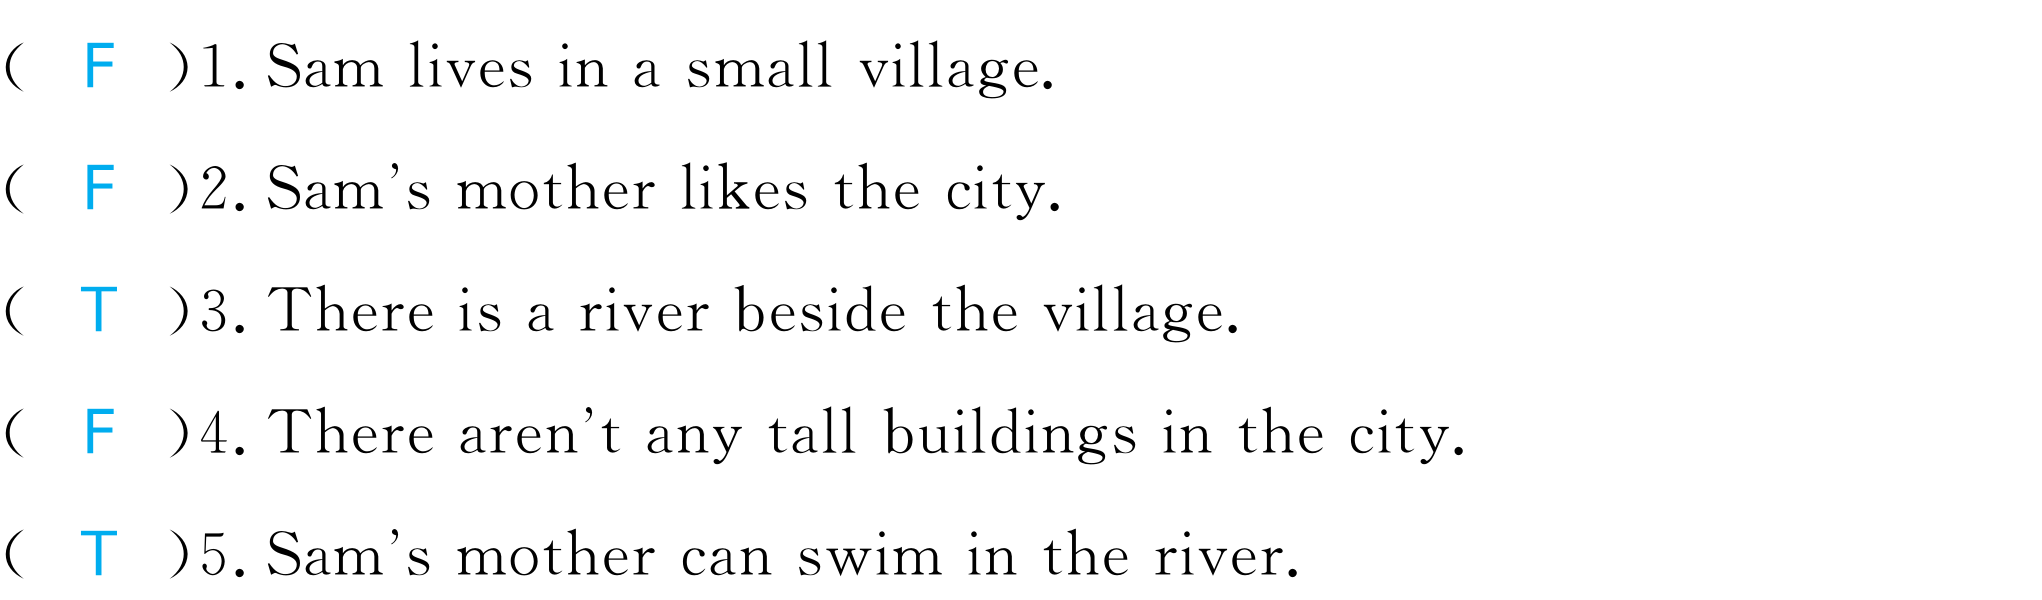 ( F )1. Sam lives in a small village.
( F )2. Sam's mother likes the city.
( T )3. There is a river beside the village.
( F )4. There aren't any tall buildings in the city.
( T )5. Sam's mother can swim in the river.